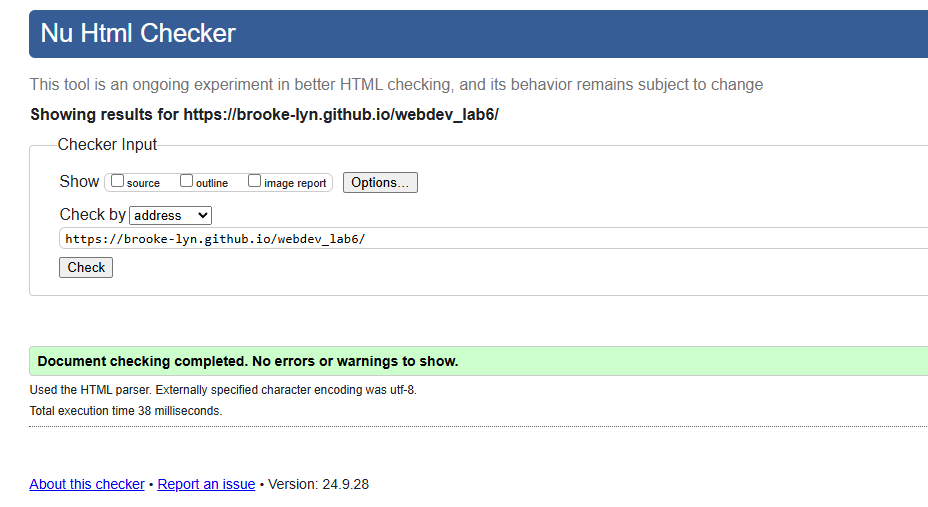 Nu Html Checker
This tool is an ongoing experiment in better HTML checking, and its behavior remains subject to change
Showing results for https://brooke-lyn.github.io/webdev_lab6/
Checker Input
Show source outline image report Options...
Check by address
https://brooke-lyn.github.io/webdev_lab6/
Check
Document checking completed. No errors or warnings to show.
Used the HTML parser. Externally specified character encoding was utf-8.
Total execution time 38 milliseconds.
About this checker • Report an issue • Version: 24.9.28